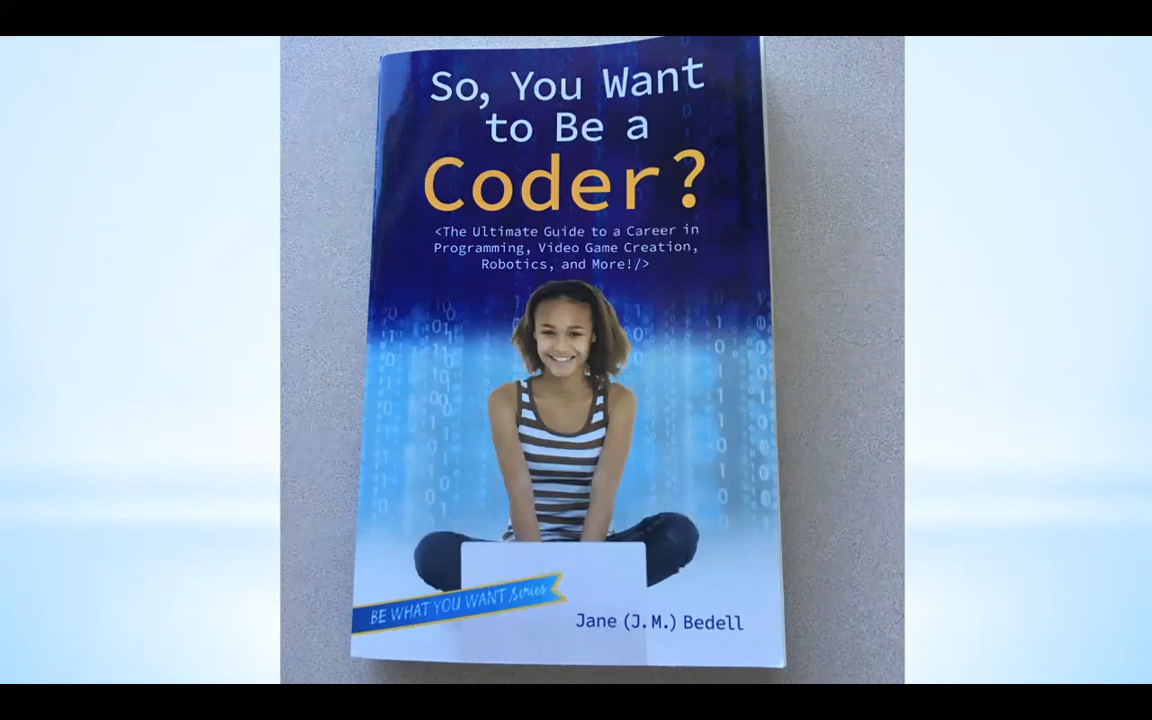 So, You Want
to Be a
Coder?
<The Ultimate Guide to a Career in
Programming, Video Game Creation,
Robotics, and More!/>
BE WHAT YOU WANT series
Jane (J.M.) Bedell